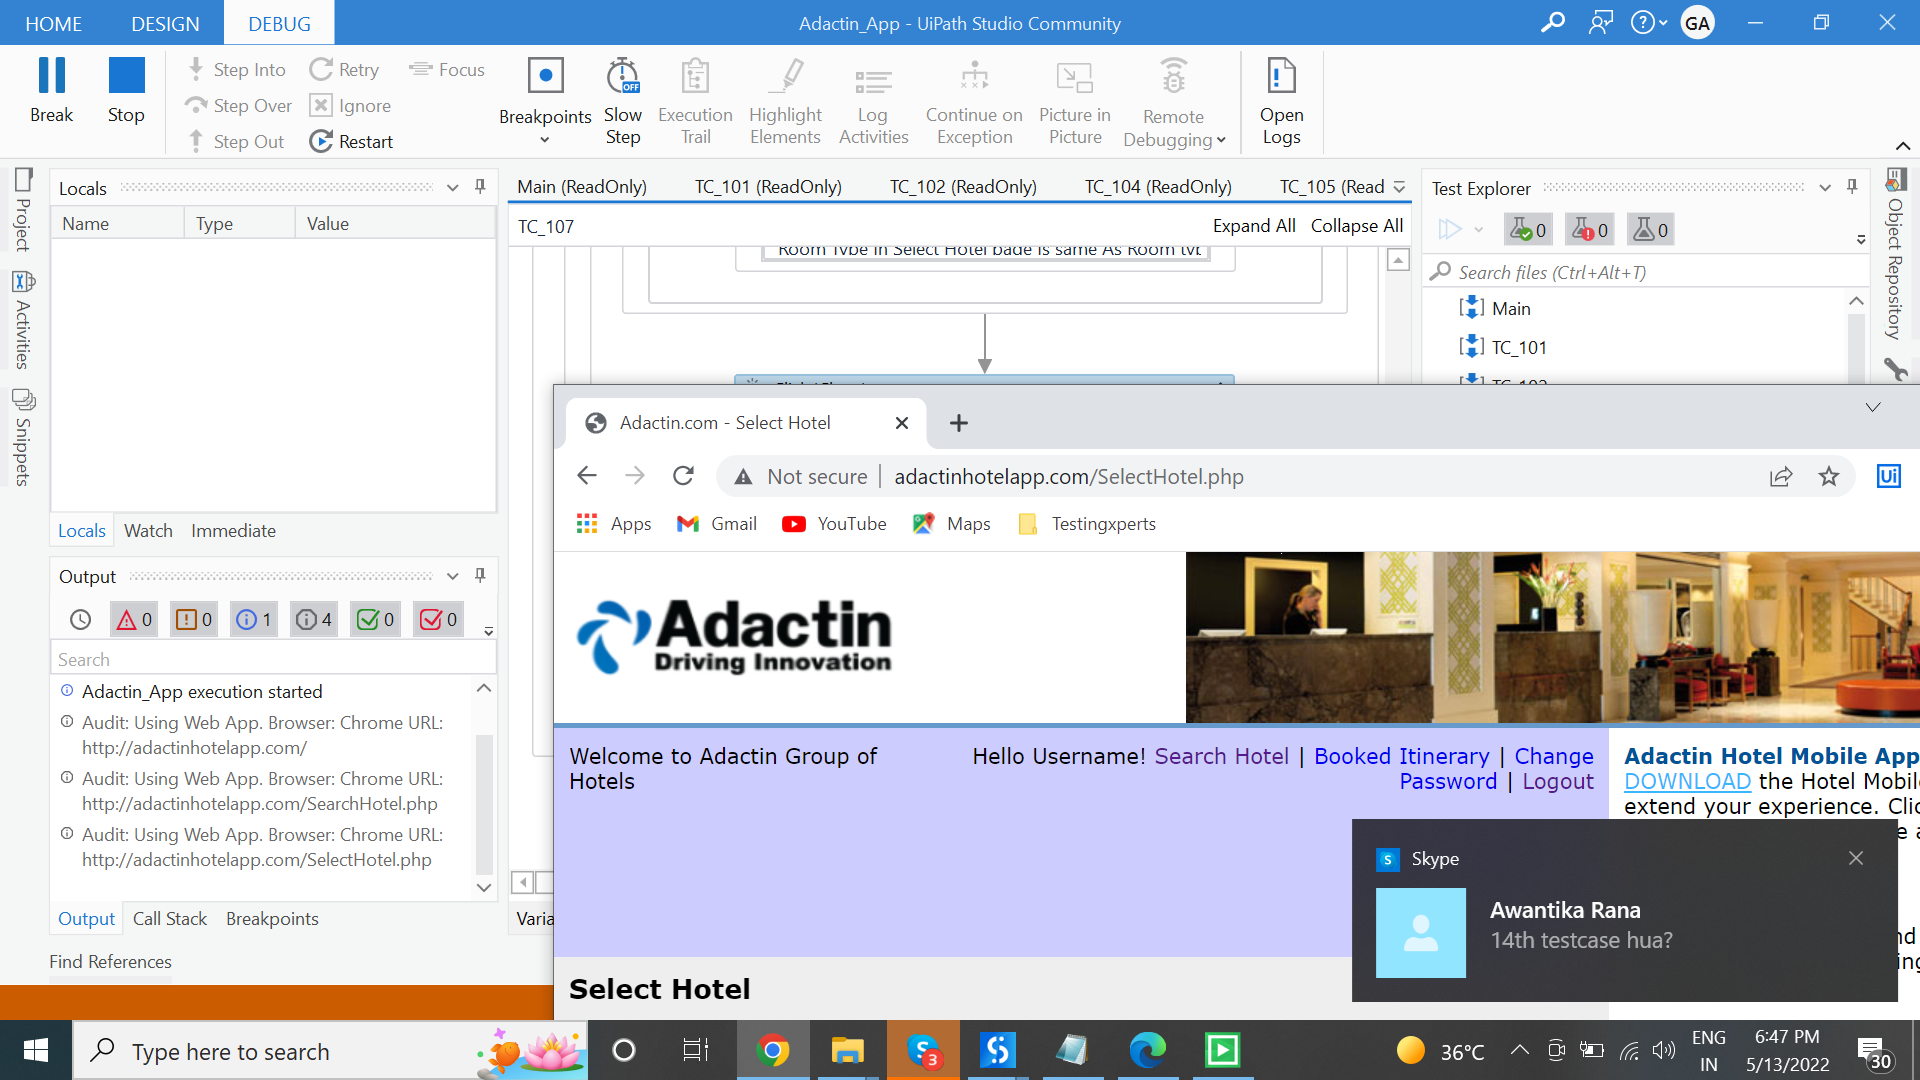 HOME DESIGN DEBUG
Adactin_App - UiPath Studio Community
GA
Break
Stop
Step Into
Step Over
Step Out
Retry
Ignore
Restart
Focus
Breakpoints
Slow
Step
OFF
Execution
Trail
Highlight
Elements
Log
Activities
Continue on
Exception
Picture in
Picture
Remote
Debugging
Open
Logs
Project
Activities
Snippets
Locals
Name Type Value
Locals Watch Immediate
Output
0 0 1 4 0 0
Search
Adactin_App execution started
Audit: Using Web App. Browser: Chrome URL:
http://adactinhotelapp.com/
Audit: Using Web App. Browser: Chrome URL:
http://adactinhotelapp.com/SearchHotel.php
Audit: Using Web App. Browser: Chrome URL:
http://adactinhotelapp.com/SelectHotel.php
Output Call Stack Breakpoints
Find References
Main (ReadOnly) TC_101 (ReadOnly) TC_102 (ReadOnly) TC_104 (ReadOnly) TC_105 (Read
TC_107
Expand All Collapse All
Room Type in Select Hotel page is same As Room
Varia
Test Explorer
0 0 0
Search files (Ctrl+Alt+T)
Main
TC_101
Object Repository
Adactin.com - Select Hotel
Not secure adactinhotelapp.com/SelectHotel.php
Ui
Apps Gmail YouTube Maps Testingxperts
Adactin
Driving Innovation
Welcome to Adactin Group of
Hotels
Hello Username! Search Hotel | Booked Itinerary | Change
Password | Logout
Adactin Hotel Mobile App
DOWNLOAD the Hotel Mobile
extend your experience. Clic
Select Hotel
Skype
Awantika Rana
14th testcase hua?
Type here to search
3
36°C
ENG
IN
6:47 PM
5/13/2022
30